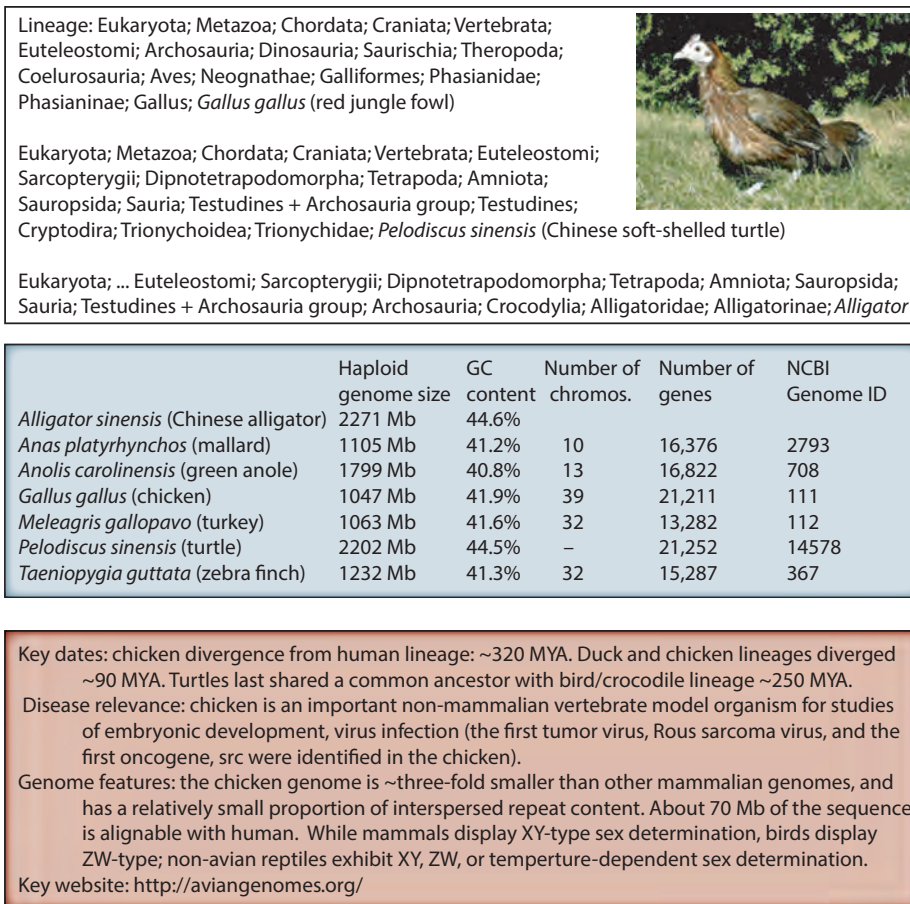 Lineage: Eukaryota; Metazoa; Chordata; Craniata; Vertebrata;
Euteleostomi; Archosauria; Dinosauria; Saurischia; Theropoda;
Coelurosauria; Aves; Neognathae; Galliformes; Phasianidae;
Phasianinae; Gallus; Gallus gallus (red jungle fowl)
Eukaryota; Metazoa; Chordata; Craniata; Vertebrata; Euteleostomi;
Sarcopterygii; Dipnotetrapodomorpha; Tetrapoda; Amniota;
Sauropsida; Sauria; Testudines + Archosauria group; Testudines;
Cryptodira; Trionychoidea; Trionychidae; Pelodiscus sinensis (Chinese soft-shelled turtle)
Eukaryota; ... Euteleostomi; Sarcopterygii; Dipnotetrapodomorpha; Tetrapoda; Amniota; Sauropsida;
Sauria; Testudines + Archosauria group; Archosauria; Crocodylia; Alligatoridae; Alligatorinae; Alligator
Haploid GC Number of Number of NCBI
genome size content chromos. genes Genome ID
Alligator sinensis (Chinese alligator) 2271 Mb 44.6%
Anas platyrhynchos (mallard) 1105 Mb 41.2% 10 16,376 2793
Anolis carolinensis (green anole) 1799 Mb 40.8% 13 16,822 708
Gallus gallus (chicken) 1047 Mb 41.9% 39 21,211 111
Meleagris gallopavo (turkey) 1063 Mb 41.6% 32 13,282 112
Pelodiscus sinensis (turtle) 2202 Mb 44.5% – 21,252 14578
Taeniopygia guttata (zebra finch) 1232 Mb 41.3% 32 15,287 367
Key dates: chicken divergence from human lineage: ~320 MYA. Duck and chicken lineages diverged
~90 MYA. Turtles last shared a common ancestor with bird/crocodile lineage ~250 MYA.
Disease relevance: chicken is an important non-mammalian vertebrate model organism for studies
of embryonic development, virus infection (the first tumor virus, Rous sarcoma virus, and the
first oncogene, src were identified in the chicken).
Genome features: the chicken genome is ~three-fold smaller than other mammalian genomes, and
has a relatively small proportion of interspersed repeat content. About 70 Mb of the sequence
is alignable with human. While mammals display XY-type sex determination, birds display
ZW-type; non-avian reptiles exhibit XY, ZW, or temperture-dependent sex determination.
Key website: http://aviangenomes.org/